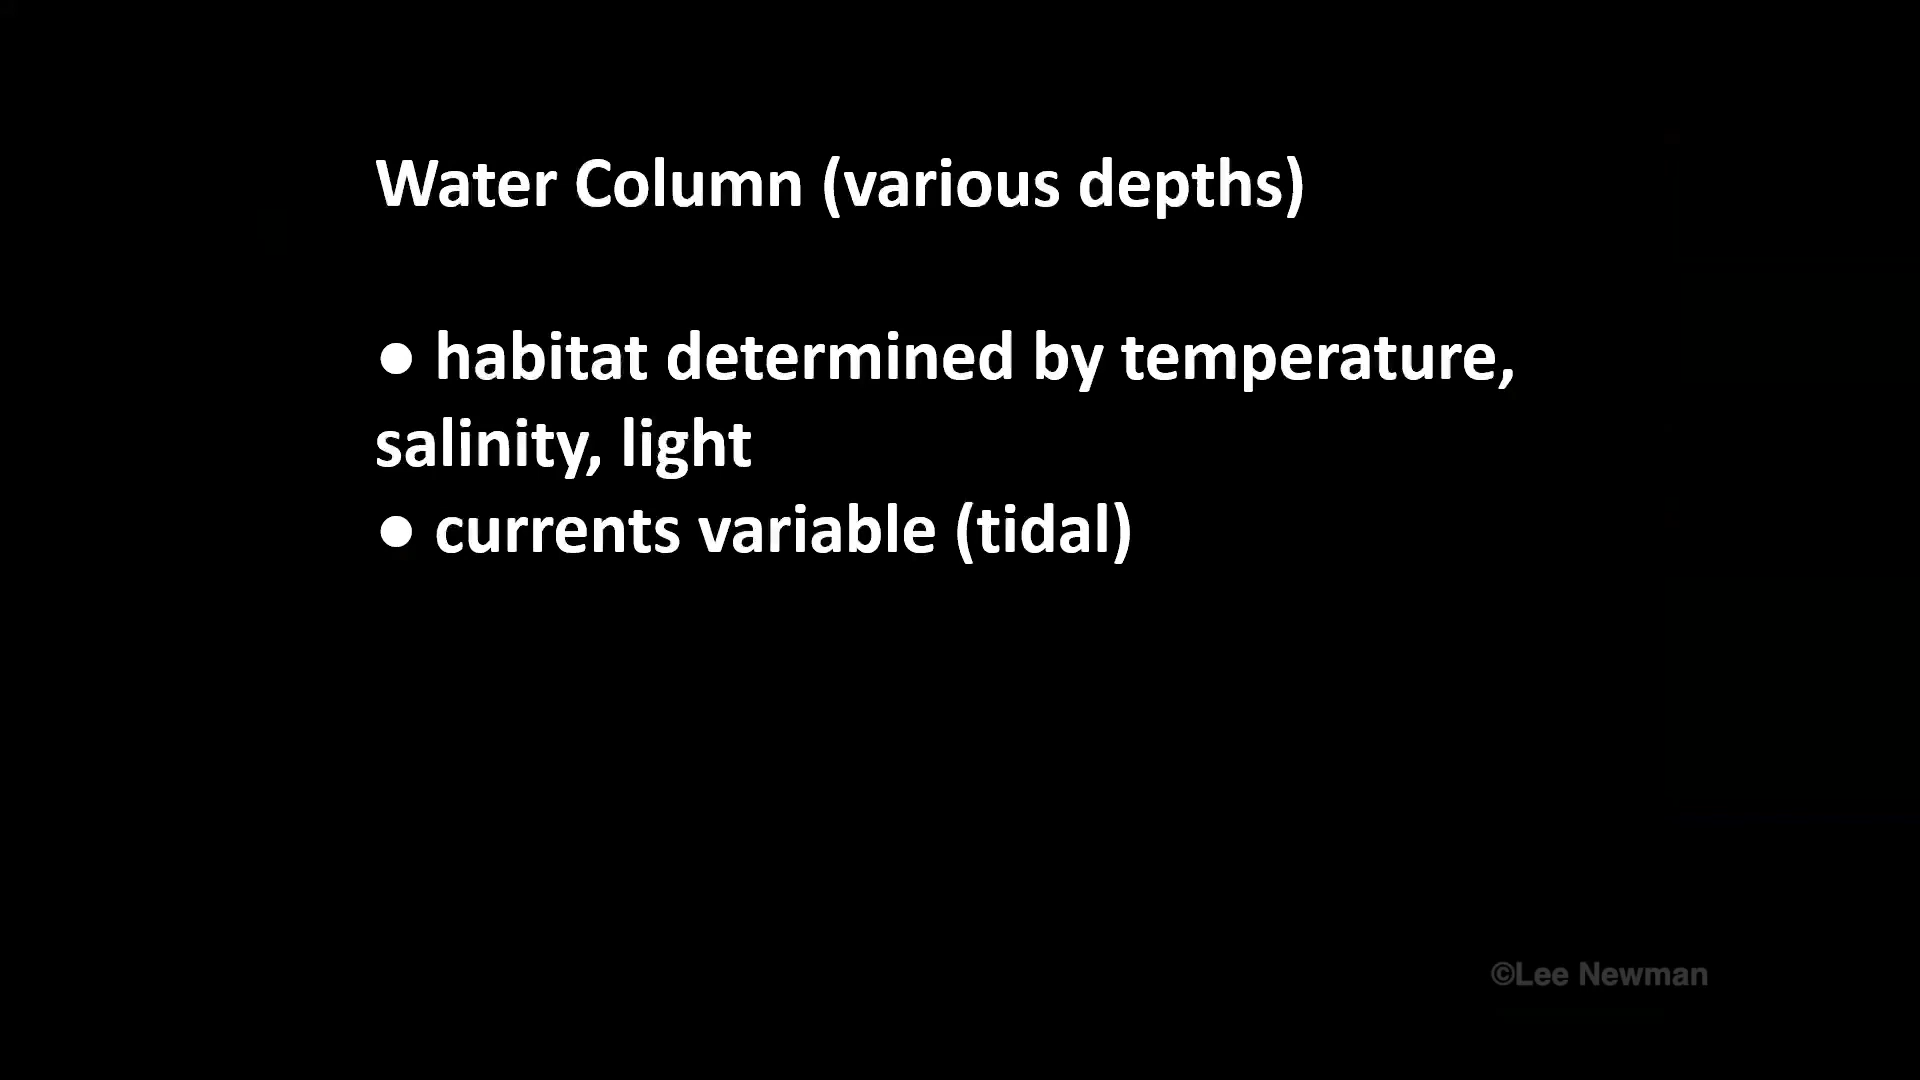 Water Column (various depths)
● habitat determined by temperature,
salinity, light
● currents variable (tidal)
©Lee Newman